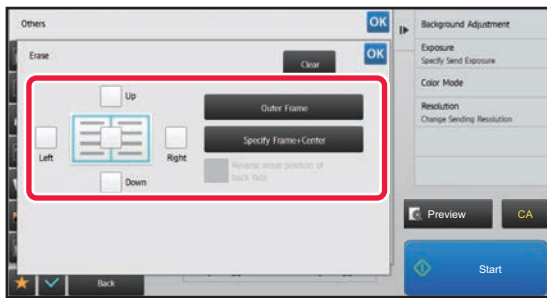 Others
OK
Background Adjustment
Erase
OK
Exposure
Specify Send Exposure
Clear
Color Mode
Up
Outer Frame
Resolution
Change Sending Resolution
Specify Frame+Center
Left
Right
Reverse erase position of
back face
Down
Preview
CA
Start
Back